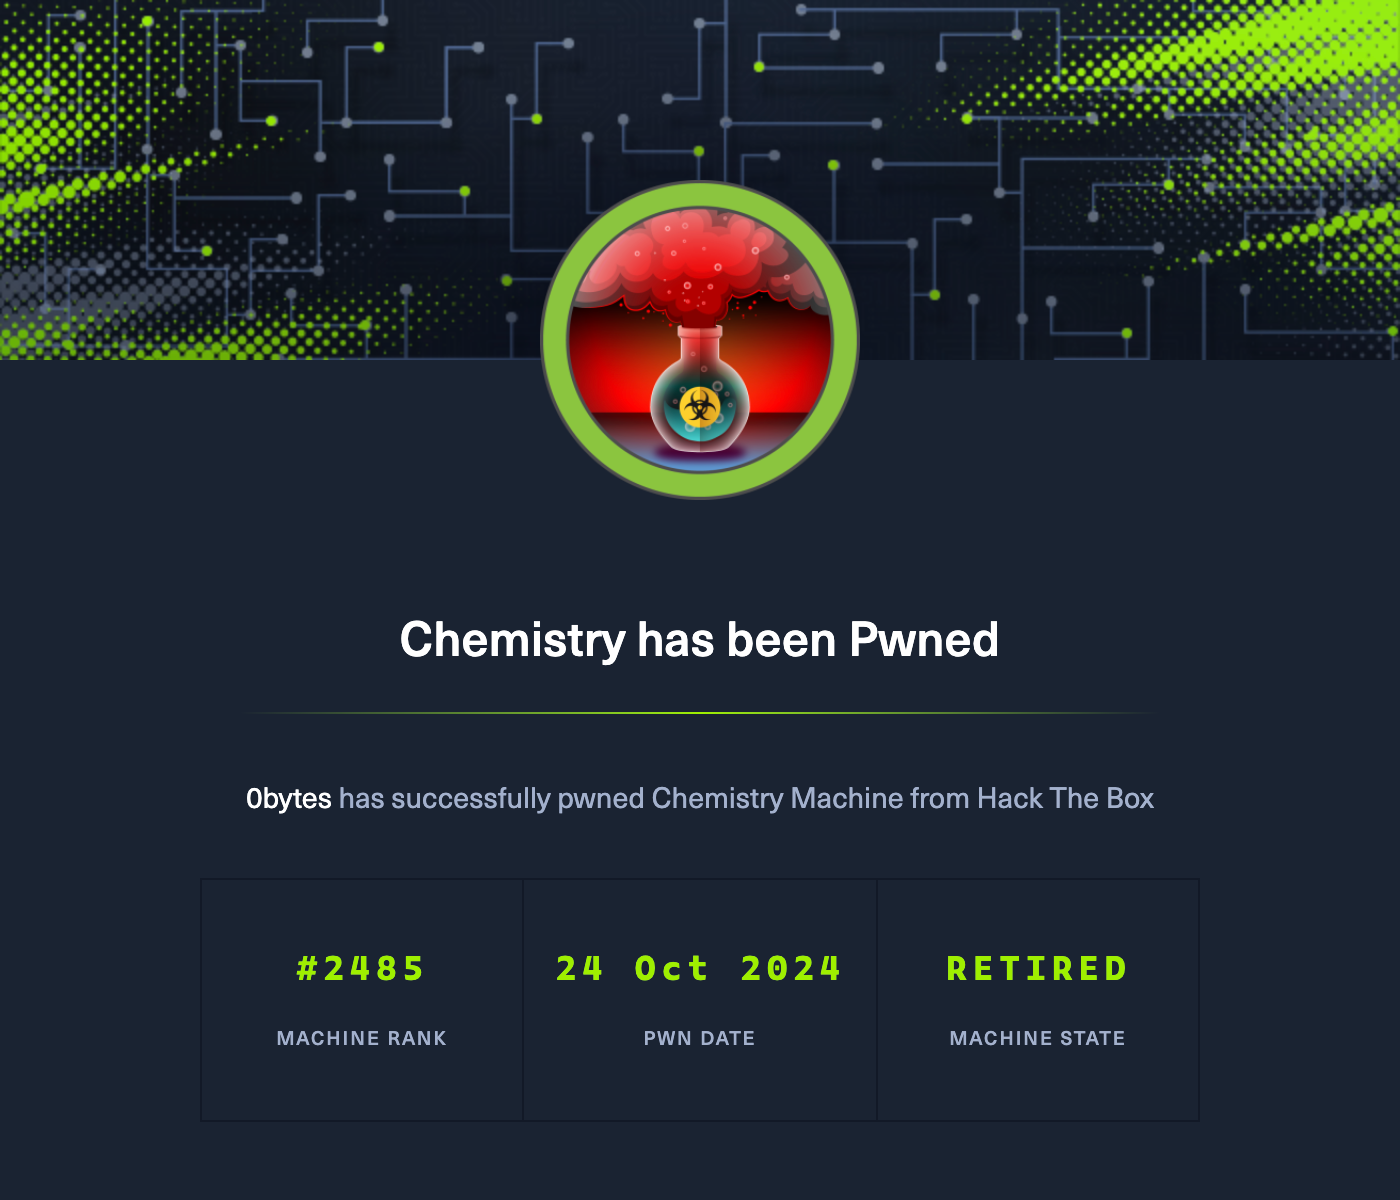 Chemistry has been Pwned
0bytes has successfully pwned Chemistry Machine from Hack The Box
#2485
24 Oct 2024
RETIRED
MACHINE RANK
PWN DATE
MACHINE STATE